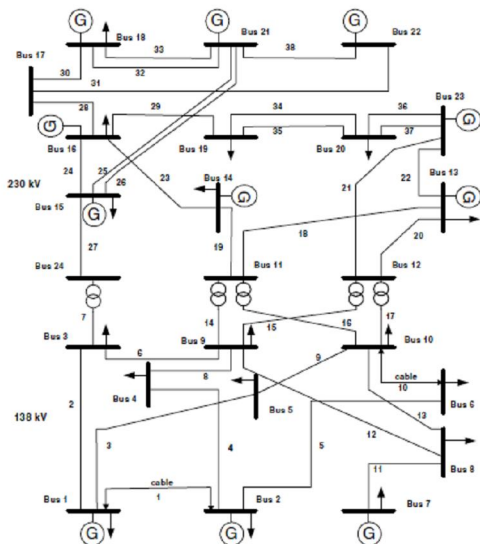 G
Bus 18
G
Bus 21
G
Bus 22
33
38
Bus 17
30
32
31
28
29
34
36
Bus 23
G
35
37
G
Bus 16
Bus 19
Bus 20
G
24
25
26
23
Bus 14
21
22
Bus 13
230 kV
Bus 15
G
G
G
18
20
27
19
Bus 24
Bus 11
Bus 12
7
14
15
16
17
Bus 3
Bus 9
Bus 10
6
8
9
cable
10
Bus 4
Bus 5
Bus 6
138 kV
2
3
4
5
12
13
Bus 8
11
cable
1
Bus 1
Bus 2
Bus 7
G
G
G